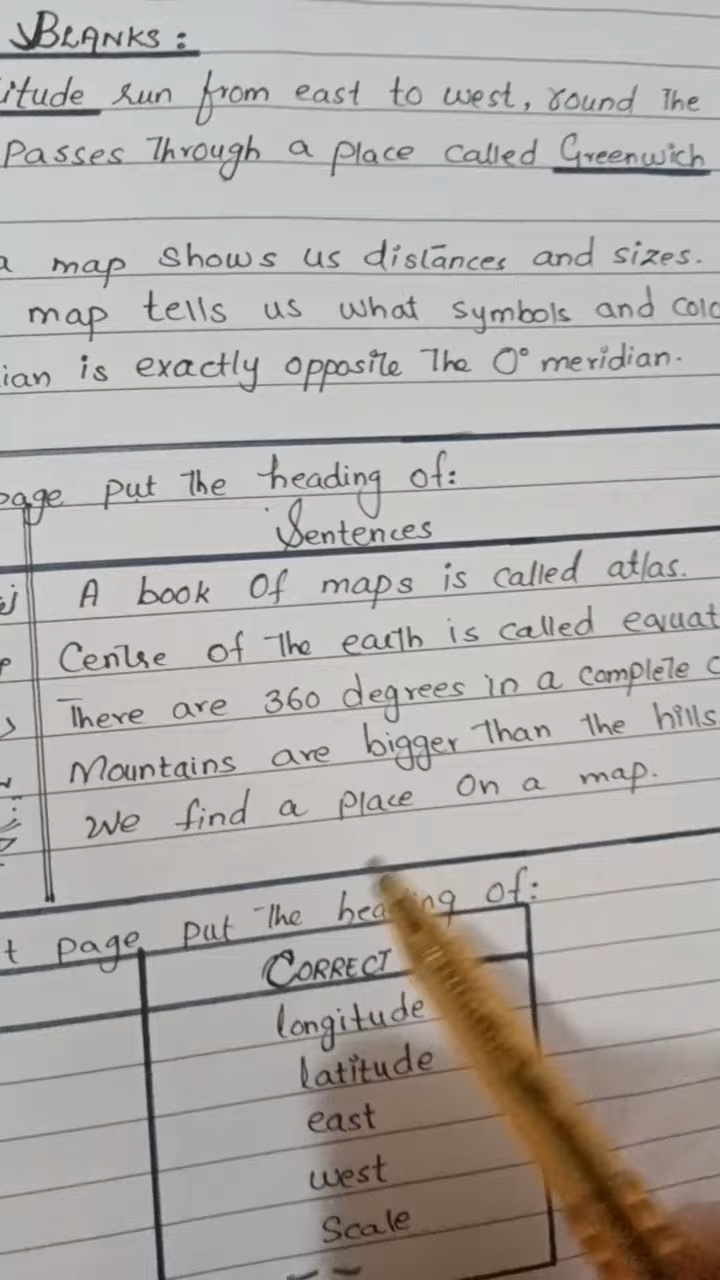 BLANKS:
itude run from east to west, round The
Passes Through a place called Greenwich
a map shows us distances and sizes.
map tells us what symbols and colo
ian is exactly opposite The 0° meridian.
page put The heading of:
Sentences
A book Of maps is called atlas.
Centre of The earth is called equat
There are 360 degrees in a complete c
Mountains are bigger Than the hills
We find a place on a map.
t page put The heading of:
CORRECT
longitude
latitude
east
west
Scale